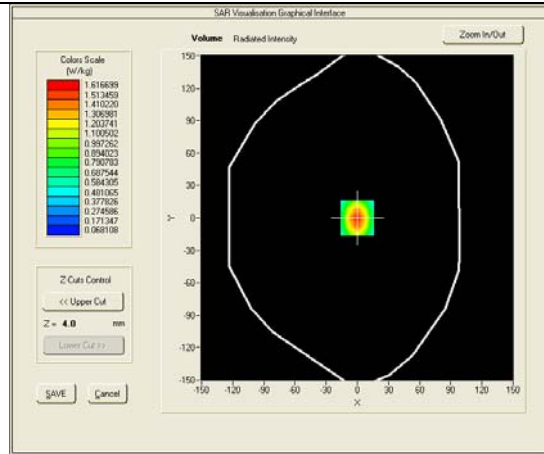 SAR Visualisation Graphical Interface
Volume Radiated Intensity
Zoom In/Out
Colors Scale
(W/kg)
1.616699
1.513459
1.410220
1.306981
1.203741
1.100502
0.997262
0.894023
0.790783
0.687544
0.584305
0.481065
0.377826
0.274586
0.171347
0.068108
Z Cuts Control
<< Upper Cut
Z = 4.0 mm
Lower Cut >>
SAVE
Cancel
150
120
90
60
30
0
-30
-60
-90
-120
-150
Y
-150 -120 -90 -60 -30 0 30 60 90 120 150
X